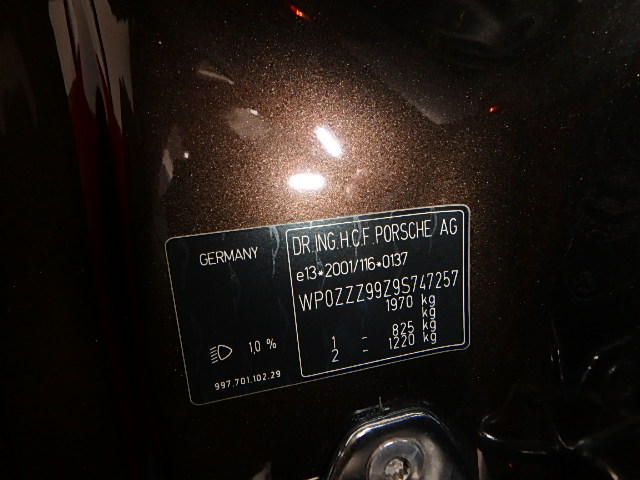 GERMANY
1,0 %
997.701.102.29
DR.ING.H.C.F.PORSCHE AG
e13*2001/116*0137
WP0ZZZ99Z9S747257
1970 kg
kg
1 - 825 kg
2 - 1220 kg